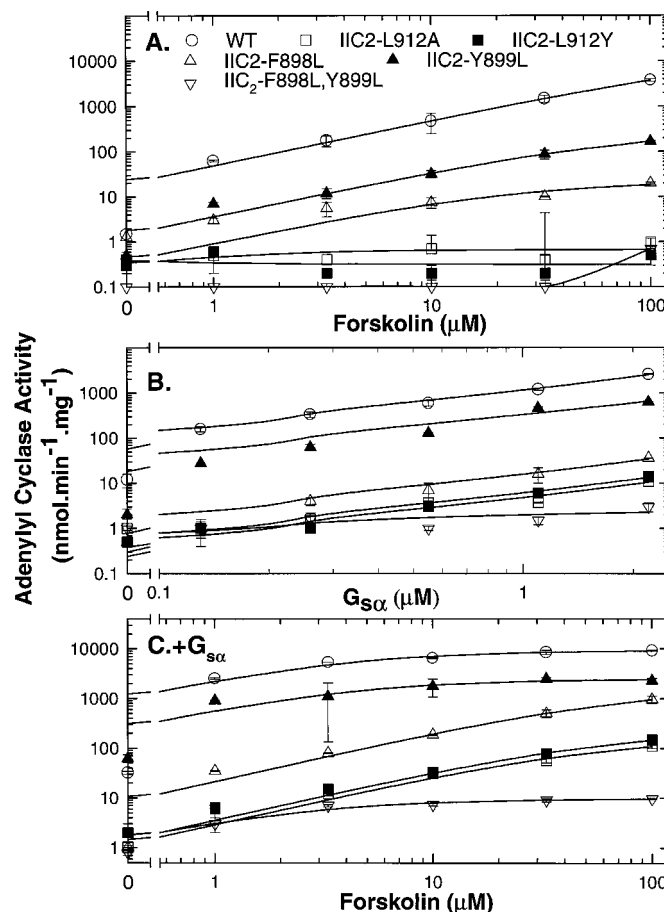 A. WT IIC2-L912A IIC2-L912Y
IIC2-F898L IIC2-Y899L
IIC2-F898L,Y899L
10000
1000
100
10
1
0.1
0 1 10 100
Forskolin (µM)
B.
1000
100
10
1
0.1
0 0.1 1
Gsα (µM)
C.+Gsα
10000
1000
100
10
1
0 1 10 100
Forskolin (µM)
Adenylyl Cyclase Activity
(nmol.min-1.mg-1)